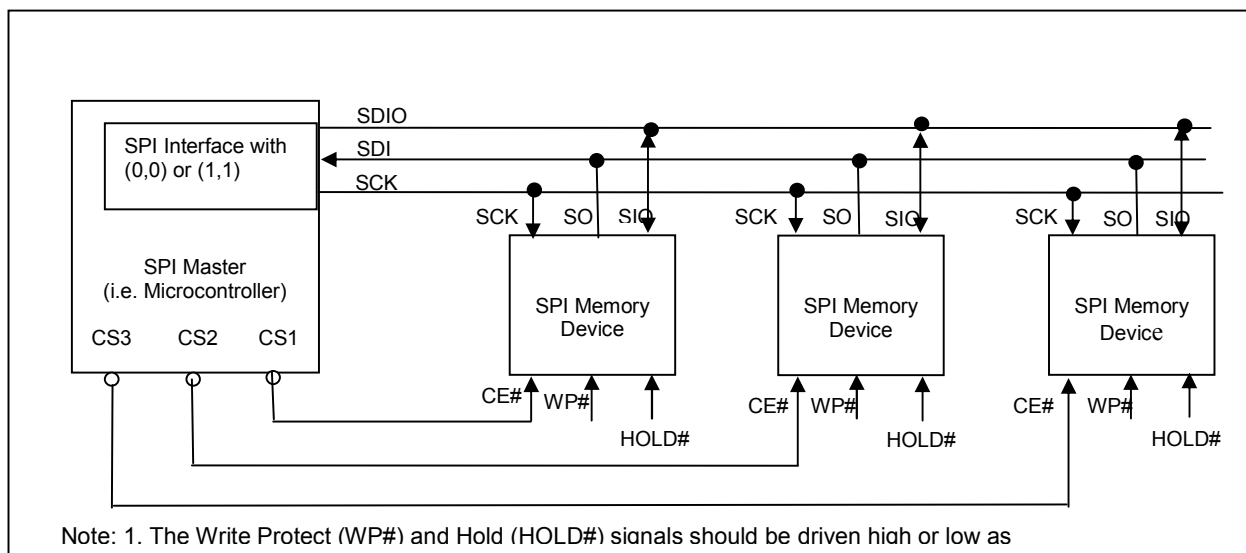 SDIO
SPI Interface with
(0,0) or (1,1)
SDI
SCK
SCK SO SIO
SCK SO SIO
SCK SO SIO
SPI Master
(i.e. Microcontroller)
SPI Memory
Device
SPI Memory
Device
SPI Memory
Device
CS3 CS2 CS1
CE# WP# HOLD#
CE# WP# HOLD#
CE# WP# HOLD#
Note: 1. The Write Protect (WP#) and Hold (HOLD#) signals should be driven high or low as